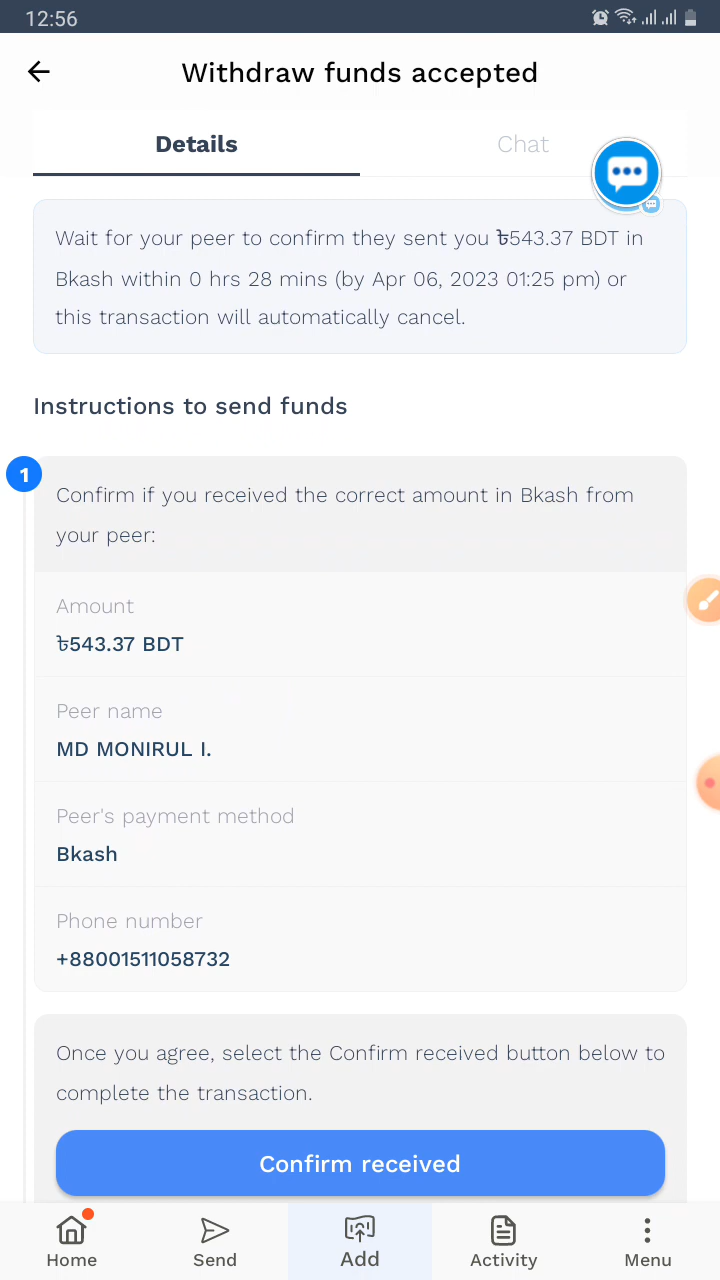 12:56
Withdraw funds accepted
Details
Chat
Wait for your peer to confirm they sent you ৳543.37 BDT in
Bkash within 0 hrs 28 mins (by Apr 06, 2023 01:25 pm) or
this transaction will automatically cancel.
Instructions to send funds
1
Confirm if you received the correct amount in Bkash from
your peer:
Amount
৳543.37 BDT
Peer name
MD MONIRUL I.
Peer's payment method
Bkash
Phone number
+88001511058732
Once you agree, select the Confirm received button below to
complete the transaction.
Confirm received
Home
Send
Add
Activity
Menu